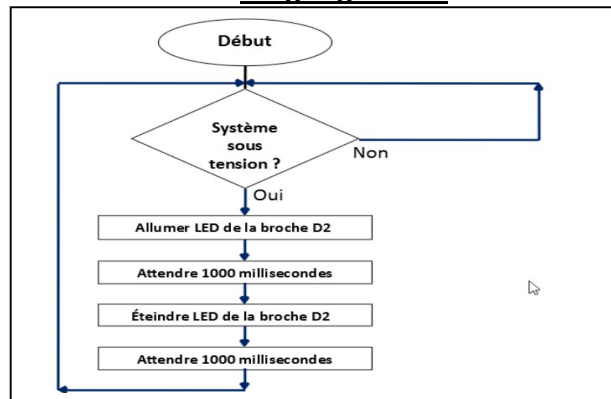 Début
Système
sous
tension ?
Non
Oui
Allumer LED de la broche D2
Attendre 1000 millisecondes
Éteindre LED de la broche D2
Attendre 1000 millisecondes